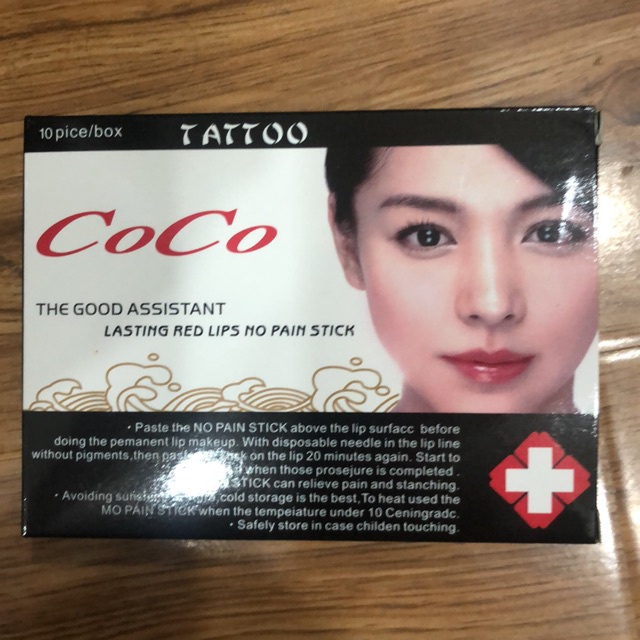 10 pice/box
TATTOO
CoCo
THE GOOD ASSISTANT
LASTING RED LIPS NO PAIN STICK
· Paste the NO PAIN STICK above the lip surfacc before
doing the pemanent lip makeup. With disposable needle in the lip line
without pigments,then on the lip 20 minutes again. Start to
when those prosejure is completed .
STICK can relieve pain and stanching.
· Avoiding cold storage is the best,To heat used the
MO PAIN STICK when the tempeiature under 10 Ceningradc.
· Safely store in case childen touching.